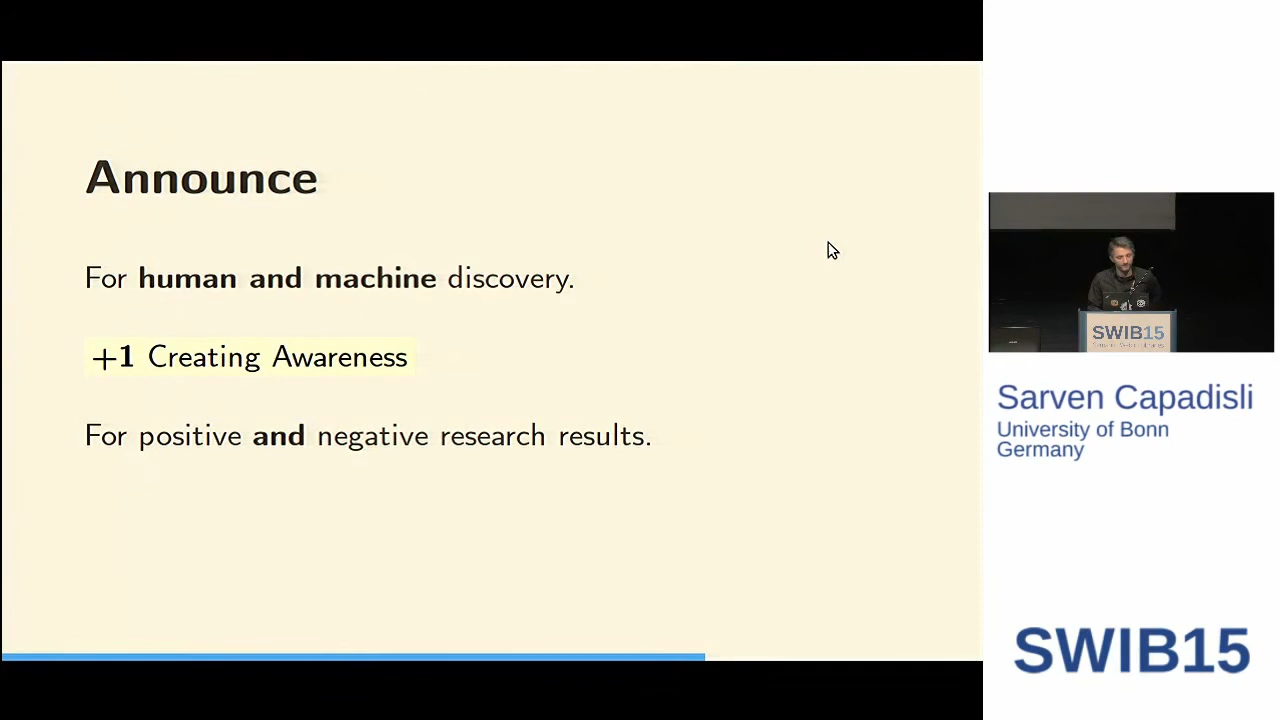 Announce
For human and machine discovery.
+1 Creating Awareness
For positive and negative research results.
SWIB15
Sarven Capadisli
University of Bonn
Germany
SWIB15